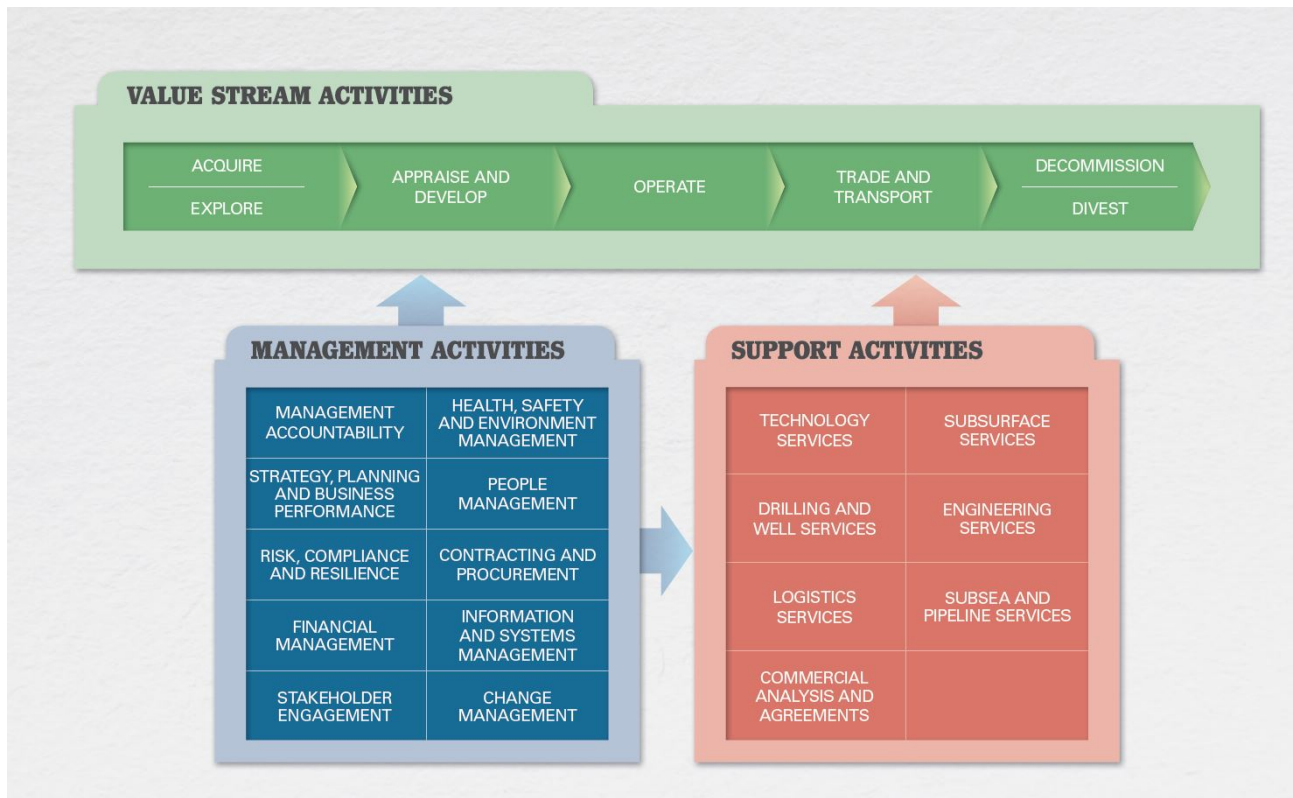 VALUE STREAM ACTIVITIES
ACQUIRE
EXPLORE
APPRAISE AND
DEVELOP
OPERATE
TRADE AND
TRANSPORT
DECOMMISSION
DIVEST
MANAGEMENT ACTIVITIES
MANAGEMENT
ACCOUNTABILITY
HEALTH, SAFETY
AND ENVIRONMENT
MANAGEMENT
STRATEGY, PLANNING
AND BUSINESS
PERFORMANCE
PEOPLE
MANAGEMENT
RISK, COMPLIANCE
AND RESILIENCE
CONTRACTING AND
PROCUREMENT
FINANCIAL
MANAGEMENT
INFORMATION
AND SYSTEMS
MANAGEMENT
STAKEHOLDER
ENGAGEMENT
CHANGE
MANAGEMENT
SUPPORT ACTIVITIES
TECHNOLOGY
SERVICES
SUBSURFACE
SERVICES
DRILLING AND
WELL SERVICES
ENGINEERING
SERVICES
LOGISTICS
SERVICES
SUBSEA AND
PIPELINE SERVICES
COMMERCIAL
ANALYSIS AND
AGREEMENTS